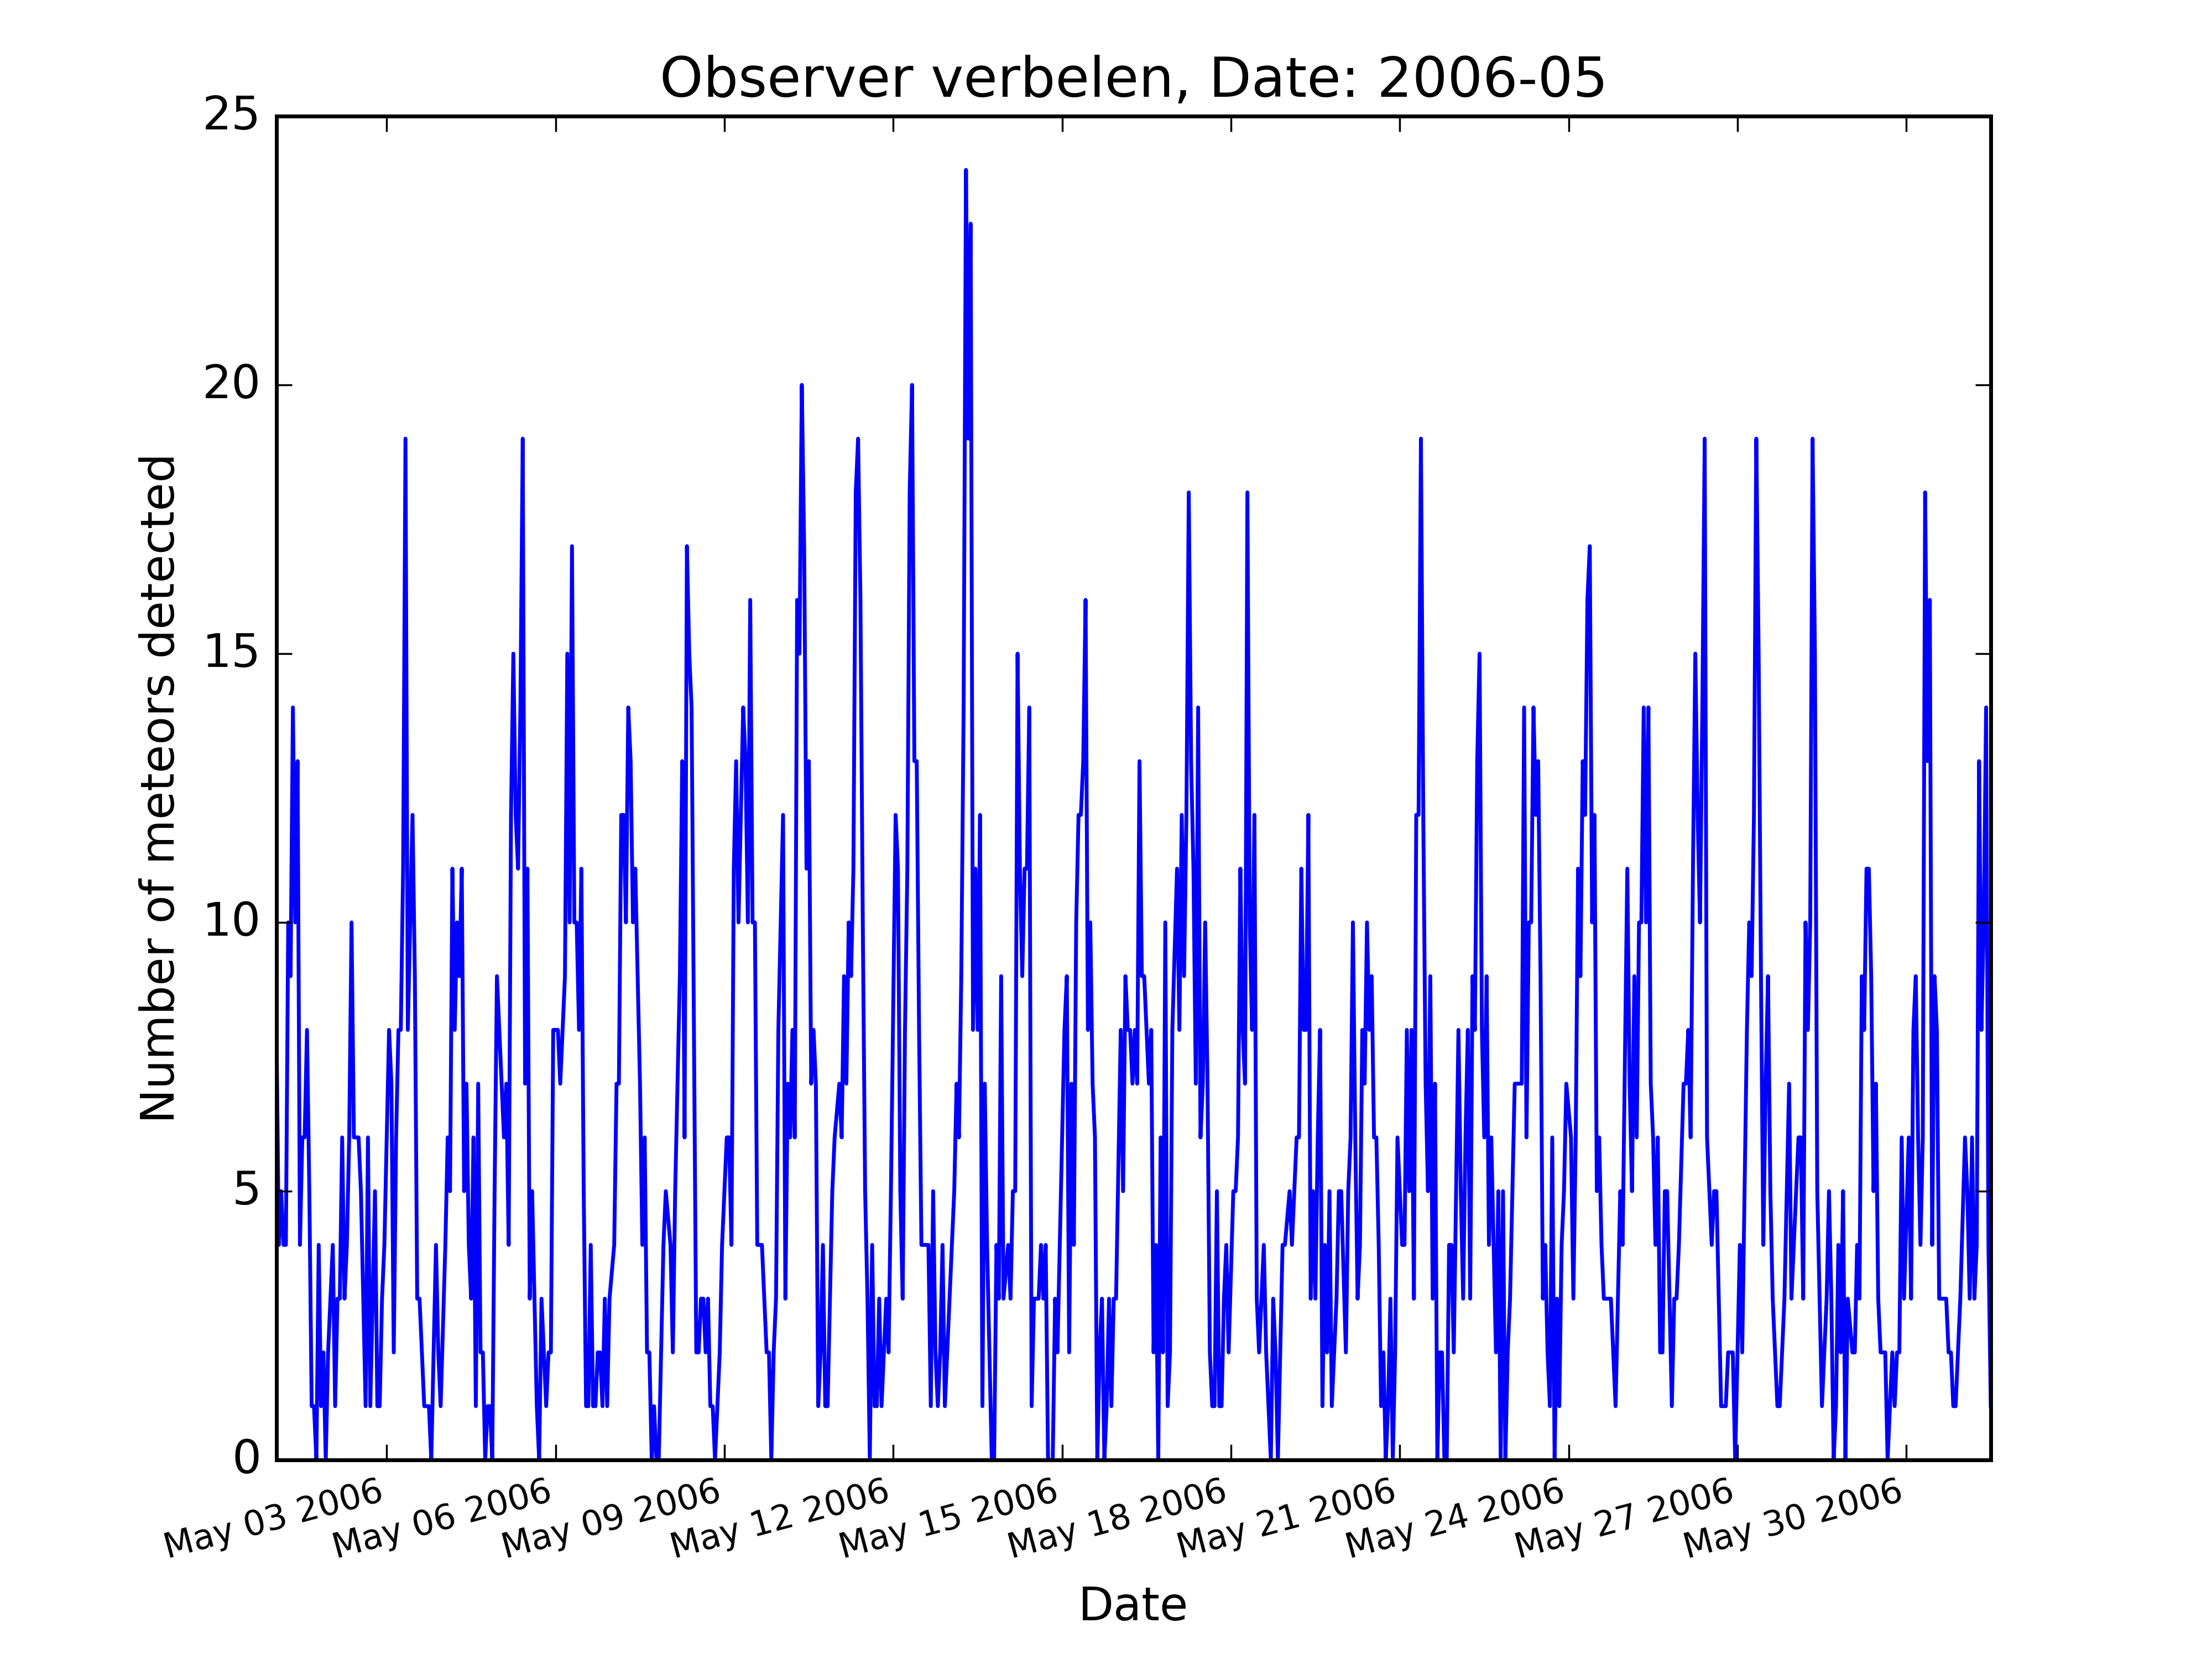 Observer verbelen, Date: 2006-05
Number of meteors detected
25
20
15
10
5
0
May 03 2006
May 06 2006
May 09 2006
May 12 2006
May 15 2006
May 18 2006
May 21 2006
May 24 2006
May 27 2006
May 30 2006
Date